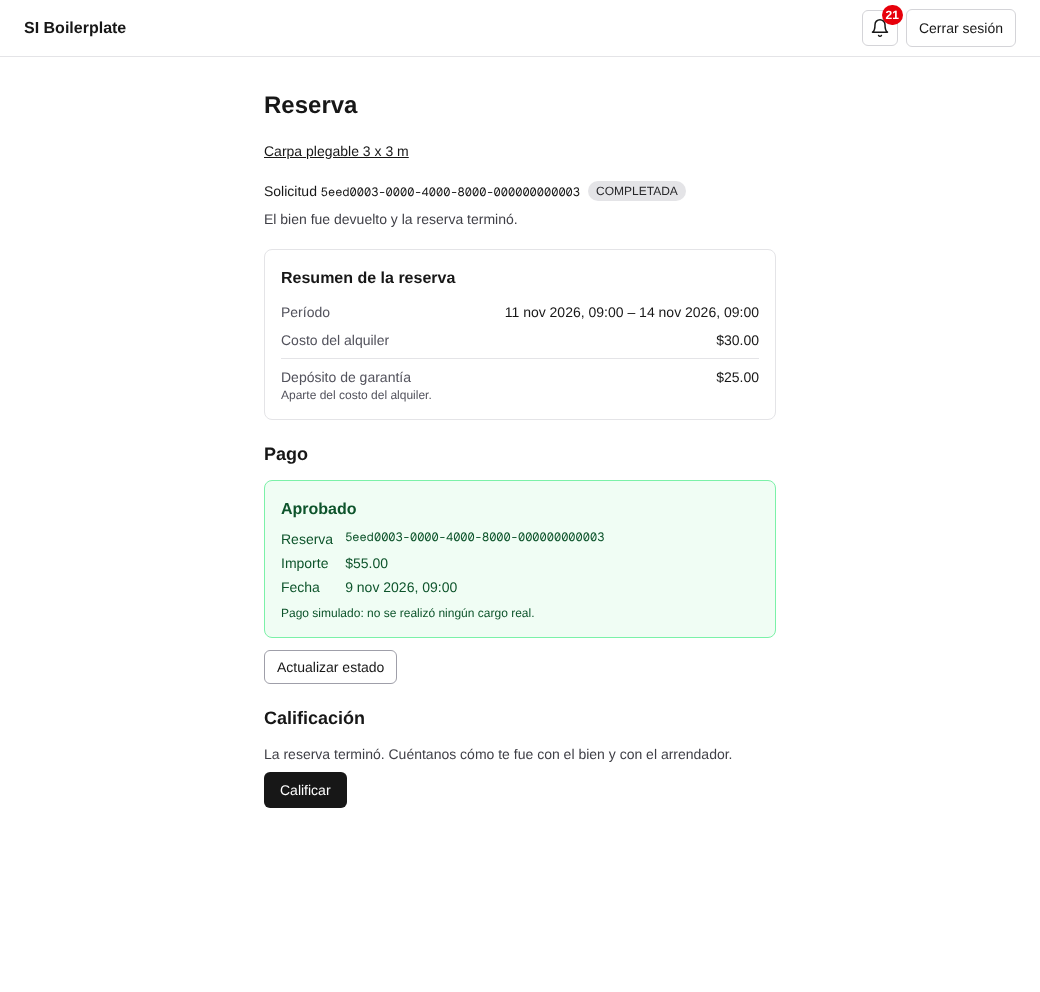 SI Boilerplate
21
Cerrar sesión
Reserva
Carpa plegable 3 x 3 m
Solicitud 5eed0003-0000-4000-8000-000000000003 COMPLETADA
El bien fue devuelto y la reserva terminó.
Resumen de la reserva
Período 11 nov 2026, 09:00 – 14 nov 2026, 09:00
Costo del alquiler $30.00
Depósito de garantía $25.00
Aparte del costo del alquiler.
Pago
Aprobado
Reserva 5eed0003-0000-4000-8000-000000000003
Importe $55.00
Fecha 9 nov 2026, 09:00
Pago simulado: no se realizó ningún cargo real.
Actualizar estado
Calificación
La reserva terminó. Cuéntanos cómo te fue con el bien y con el arrendador.
Calificar